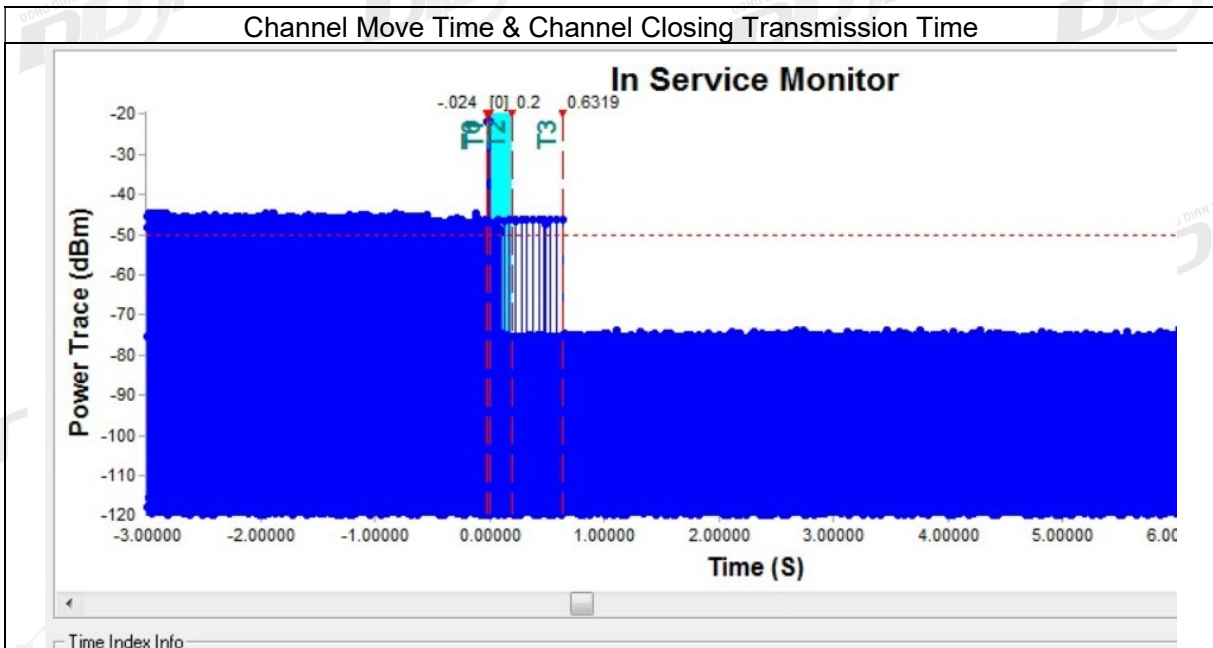 Channel Move Time & Channel Closing Transmission Time
In Service Monitor
-.024 [0] 0.2 0.6319
T2 T3
Power Trace (dBm)
-20
-30
-40
-50
-60
-70
-80
-90
-100
-110
-120
-3.00000 -2.00000 -1.00000 0.00000 1.00000 2.00000 3.00000 4.00000 5.00000 6.00
Time (S)
Time Index Info